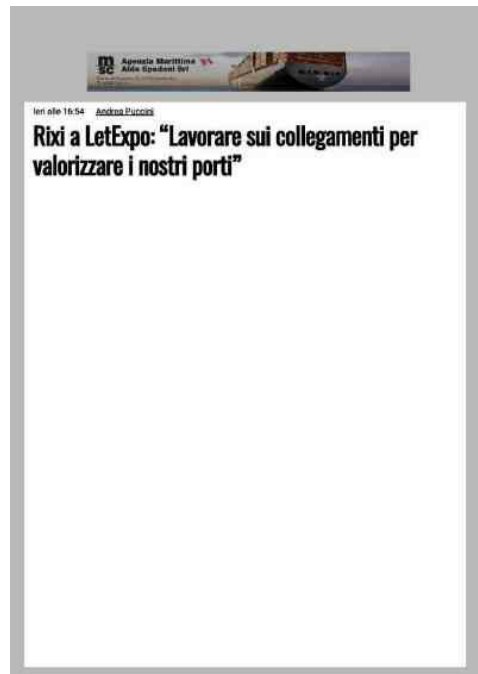 msc Agenzia Marittima
Aldo Spadoni Srl
Ieri alle 16:54 Andrea Puccini
Rixi a LetExpo: “Lavorare sui collegamenti per
valorizzare i nostri porti”